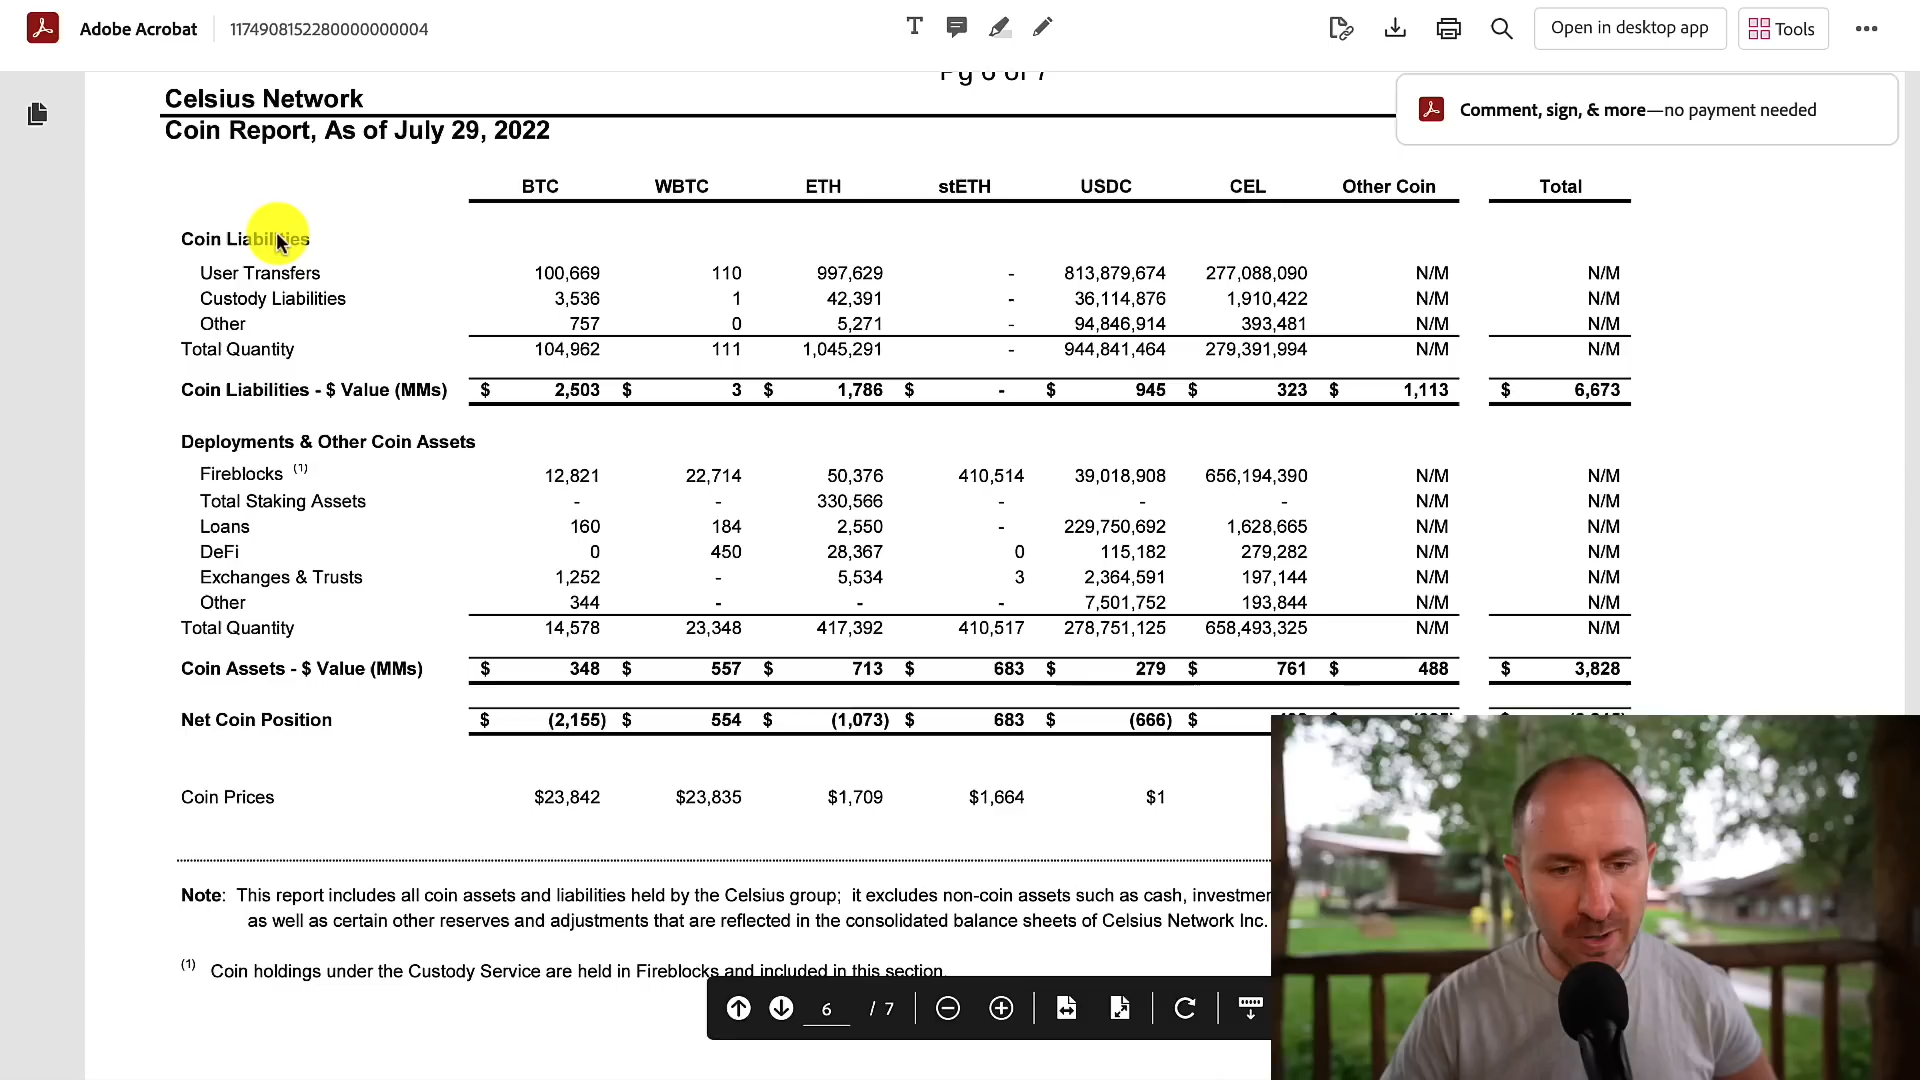 Adobe Acrobat 1174908152280000000004 Open in desktop app Tools
Pg 6 of 7
Comment, sign, & more—no payment needed
Celsius Network
Coin Report, As of July 29, 2022
BTC WBTC ETH stETH USDC CEL Other Coin Total
Coin Liabilities
User Transfers 100,669 110 997,629 - 813,879,674 277,088,090 N/M N/M
Custody Liabilities 3,536 1 42,391 - 36,114,876 1,910,422 N/M N/M
Other 757 0 5,271 - 94,846,914 393,481 N/M N/M
Total Quantity 104,962 111 1,045,291 - 944,841,464 279,391,994 N/M N/M
Coin Liabilities - $ Value (MMs) $ 2,503 $ 3 $ 1,786 $ - $ 945 $ 323 $ 1,113 $ 6,673
Deployments & Other Coin Assets
Fireblocks (1) 12,821 22,714 50,376 410,514 39,018,908 656,194,390 N/M N/M
Total Staking Assets - - 330,566 - - - N/M N/M
Loans 160 184 2,550 - 229,750,692 1,628,665 N/M N/M
DeFi 0 450 28,367 0 115,182 279,282 N/M N/M
Exchanges & Trusts 1,252 - 5,534 3 2,364,591 197,144 N/M N/M
Other 344 - - - 7,501,752 193,844 N/M N/M
Total Quantity 14,578 23,348 417,392 410,517 278,751,125 658,493,325 N/M N/M
Coin Assets - $ Value (MMs) $ 348 $ 557 $ 713 $ 683 $ 279 $ 761 $ 488 $ 3,828
Net Coin Position $ (2,155) $ 554 $ (1,073) $ 683 $ (666) $
Coin Prices $23,842 $23,835 $1,709 $1,664 $1
Note: This report includes all coin assets and liabilities held by the Celsius group; it excludes non-coin assets such as cash,
as well as certain other reserves and adjustments that are reflected in the consolidated balance sheets of Celsius Network Inc.
(1) Coin holdings under the Custody Service are held in Fireblocks and included in this section.
6 / 7